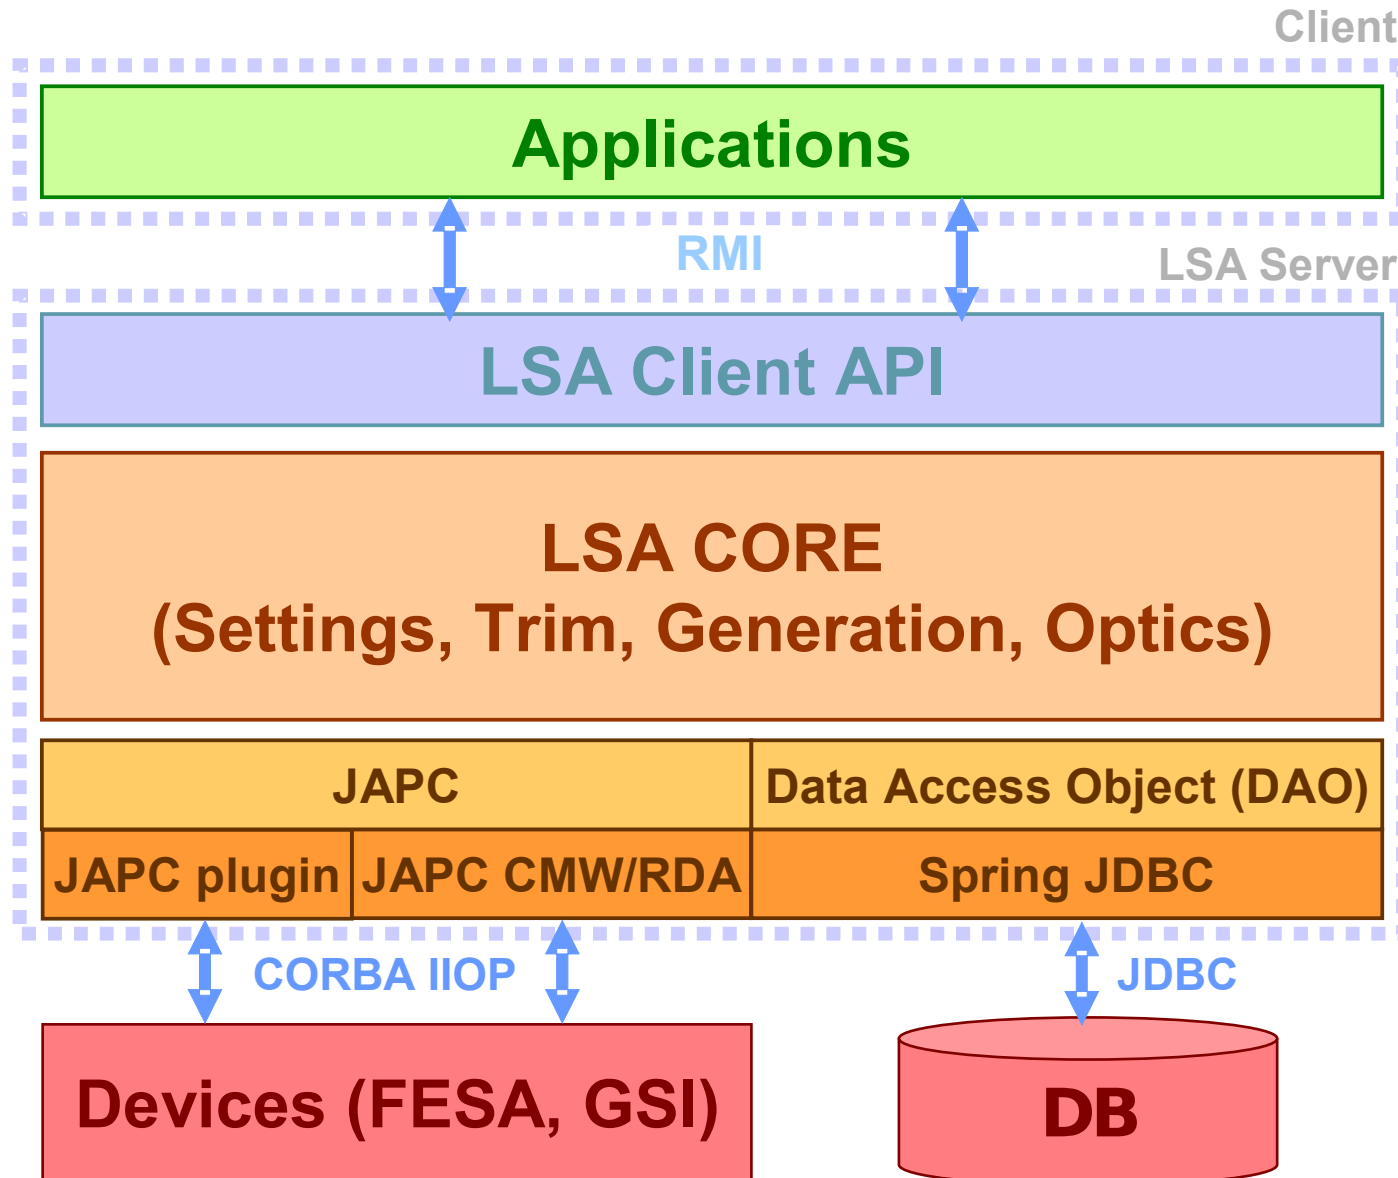 Client
Applications
RMI
LSA Server
LSA Client API
LSA CORE
(Settings, Trim, Generation, Optics)
JAPC
Data Access Object (DAO)
JAPC plugin
JAPC CMW/RDA
Spring JDBC
CORBA IIOP
JDBC
Devices (FESA, GSI)
DB